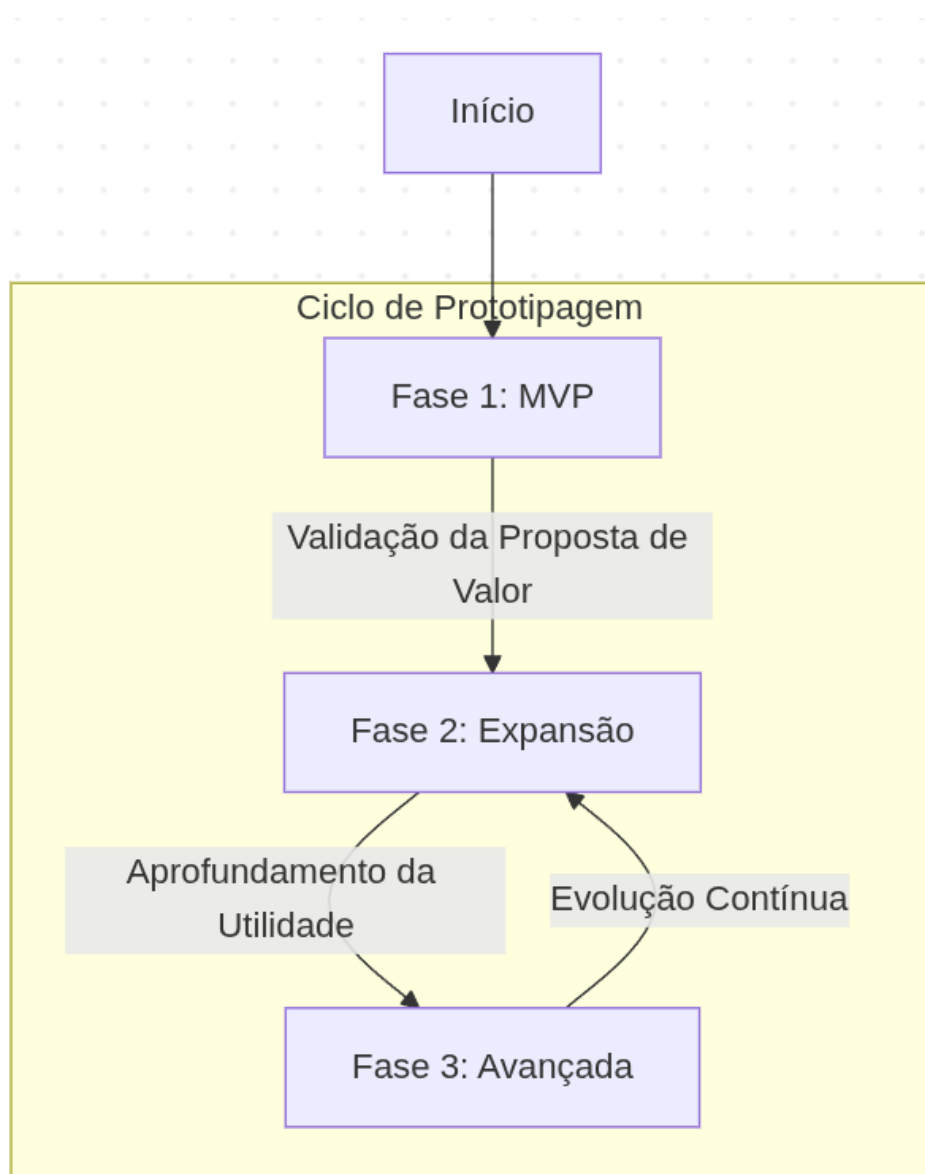 Início
Ciclo de Prototipagem
Fase 1: MVP
Validação da Proposta de
Valor
Fase 2: Expansão
Aprofundamento da
Utilidade
Evolução Contínua
Fase 3: Avançada